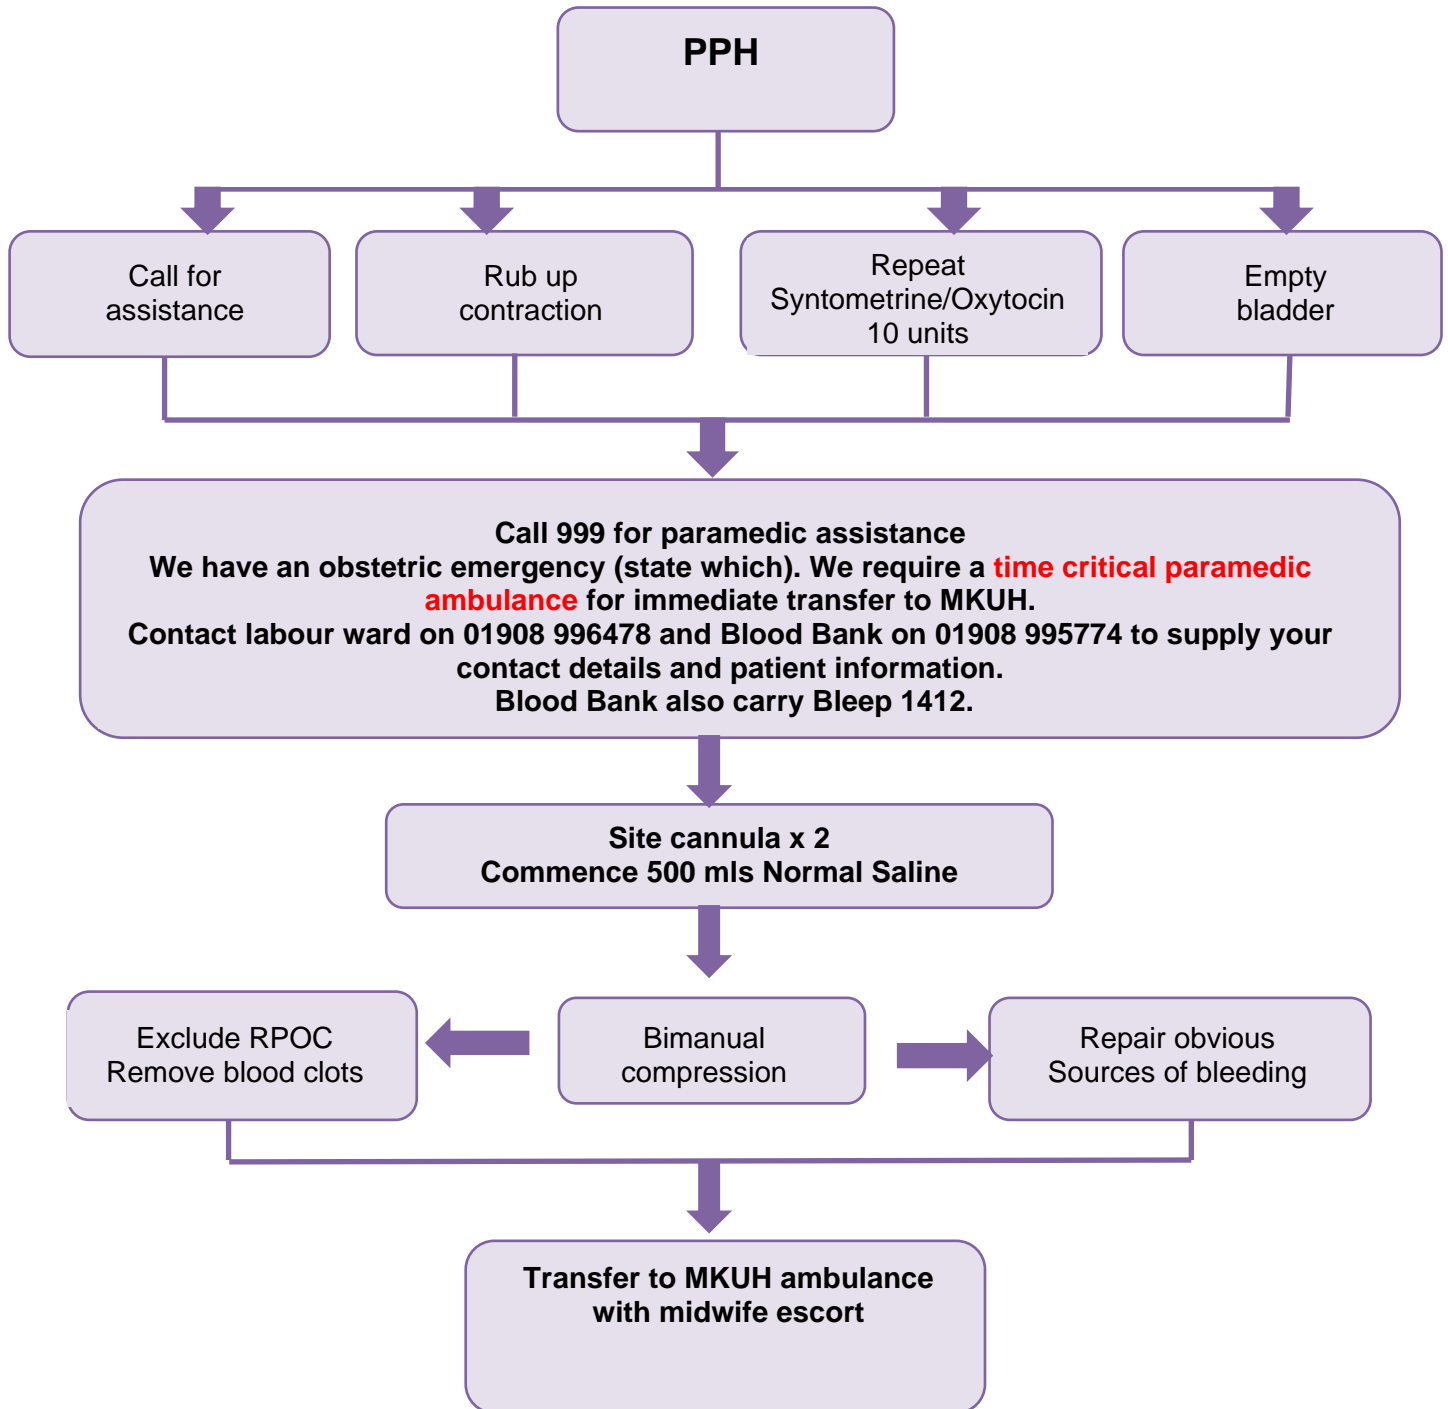 PPH
Call for
assistance
Rub up
contraction
Repeat
Syntometrine/Oxytocin
10 units
Empty
bladder
Call 999 for paramedic assistance
We have an obstetric emergency (state which). We require a time critical paramedic
ambulance for immediate transfer to MKUH.
Contact labour ward on 01908 996478 and Blood Bank on 01908 995774 to supply your
contact details and patient information.
Blood Bank also carry Bleep 1412.
Site cannula x 2
Commence 500 mls Normal Saline
Exclude RPOC
Remove blood clots
Bimanual
compression
Repair obvious
Sources of bleeding
Transfer to MKUH ambulance
with midwife escort